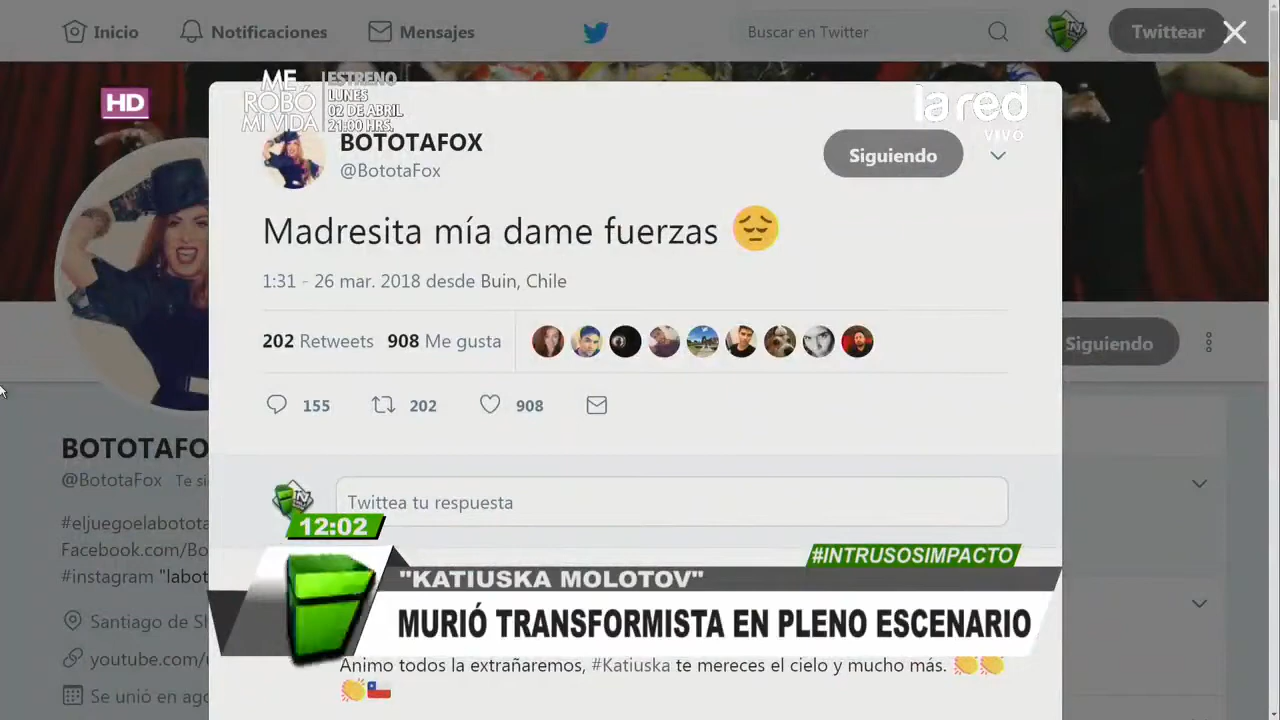 Inicio
Notificaciones
Mensajes
Buscar en Twitter
Twittear
HD
ME ROBÓ MI VIDA
ESTRENO
LUNES
02 DE ABRIL
21:00 HRS.
la red
VIVO
BOTOTAFOX
@BototaFox
Siguiendo
Madresita mía dame fuerzas 😔
1:31 - 26 mar. 2018 desde Buin, Chile
202 Retweets 908 Me gusta
155 202 908
Siguiendo
BOTOTAFO
@BototaFox Te si
#eljuegoelabotota
Facebook.com/Bo
#instagram "labot
Santiago de S
youtube.com/
Se unió en ago
Twittea tu respuesta
12:02
#INTRUSOSIMPACTO
"KATIUSKA MOLOTOV"
MURIÓ TRANSFORMISTA EN PLENO ESCENARIO
Animo todos la extrañaremos, #Katiuska te mereces el cielo y mucho más. 👏👏
👏🇨🇱